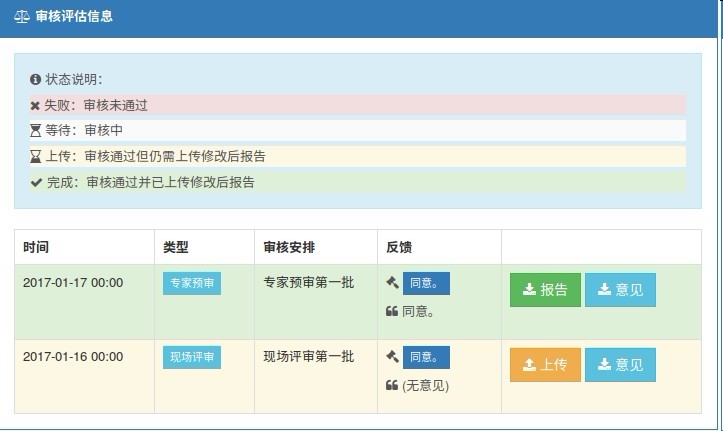 审核评估信息
状态说明：
失败：审核未通过
等待：审核中
上传：审核通过但仍需上传修改后报告
完成：审核通过并已上传修改后报告
时间 类型 审核安排 反馈
2017-01-17 00:00 专家预审 专家预审第一批 同意。 报告 意见
同意。
2017-01-16 00:00 现场评审 现场评审第一批 同意。 上传 意见
(无意见)